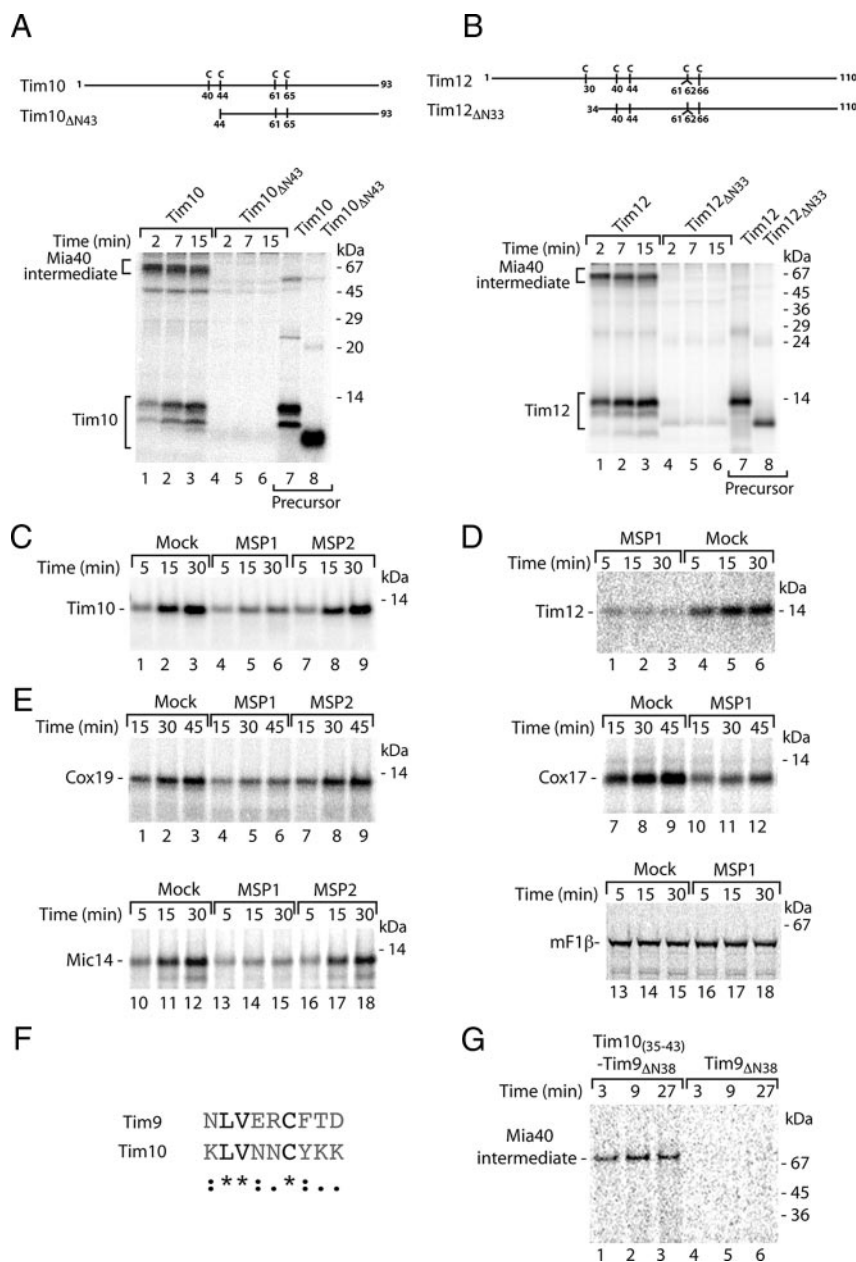 A
C C C C
Tim10 1 93
40 44 61 65
Tim10ΔN43 93
44 61 65
Tim10 Tim10ΔN43 Tim10 Tim10ΔN43
Time (min) 2 7 15 2 7 15 kDa
Mia40 intermediate
- 67
- 45
- 29
- 20
- 14
Tim10
1 2 3 4 5 6 7 8
Precursor
B
C C C C C
Tim12 1 110
30 40 44 61 62 66
Tim12ΔN33 34 110
40 44 61 62 66
Tim12 Tim12ΔN33 Tim12 Tim12ΔN33
Time (min) 2 7 15 2 7 15 kDa
Mia40 intermediate
- 67
- 45
- 36
- 29
- 24
- 14
Tim12
1 2 3 4 5 6 7 8
Precursor
C
Mock MSP1 MSP2
Time (min) 5 15 30 5 15 30 5 15 30 kDa
Tim10 - - 14
1 2 3 4 5 6 7 8 9
D
MSP1 Mock
Time (min) 5 15 30 5 15 30 kDa
Tim12 - - 14
1 2 3 4 5 6
E
Mock MSP1 MSP2
Time (min) 15 30 45 15 30 45 15 30 45 kDa
Cox19 - - 14
1 2 3 4 5 6 7 8 9
Mock MSP1
Time (min) 15 30 45 15 30 45 kDa
- 14
Cox17 -
7 8 9 10 11 12
Mock MSP1 MSP2
Time (min) 5 15 30 5 15 30 5 15 30 kDa
- 14
Mic14 -
10 11 12 13 14 15 16 17 18
Mock MSP1
Time (min) 5 15 30 5 15 30 kDa
- 67
mF1β-
13 14 15 16 17 18
F
Tim9 NLVERCFTD
Tim10 KLVNNCYKK
:**:.*:..
G
Tim10(35-43)
-Tim9ΔN38 Tim9ΔN38
Time (min) 3 9 27 3 9 27
kDa
Mia40
intermediate - - 67
- 45
- 36
1 2 3 4 5 6